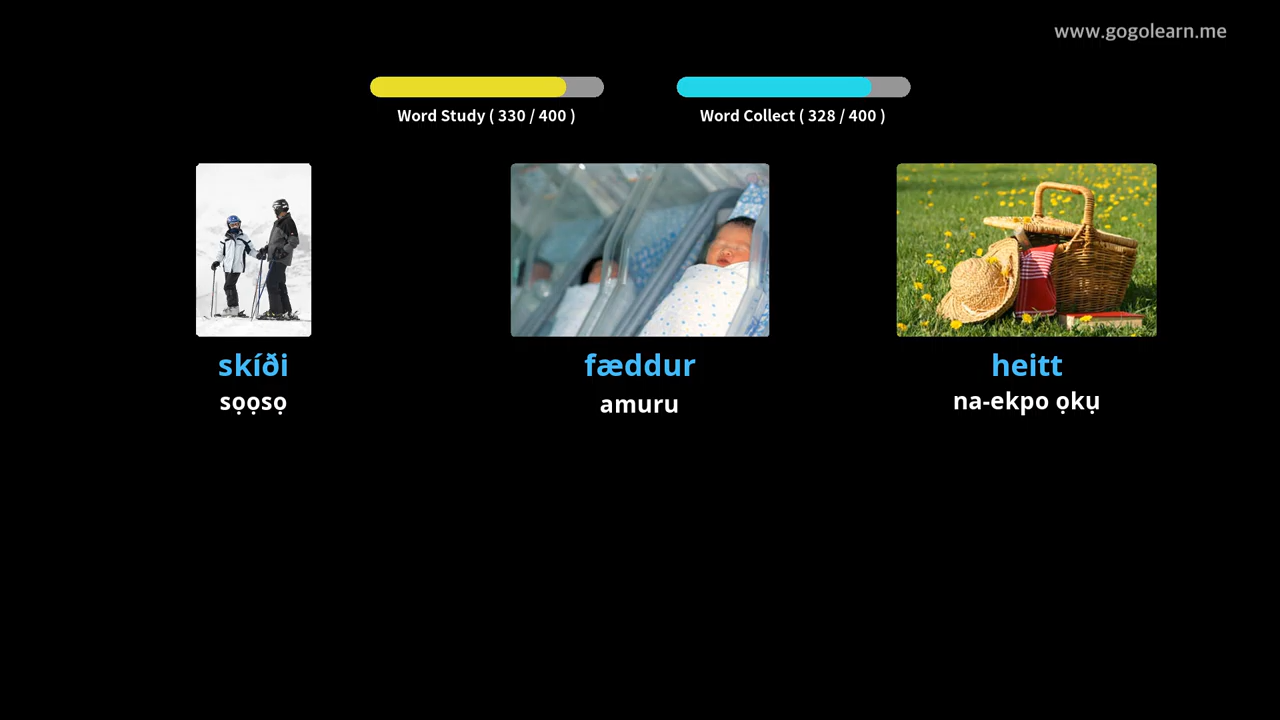 www.gogolearn.me
Word Study ( 330 / 400 )
Word Collect ( 328 / 400 )
skíði
sọọsọ
fæddur
amuru
heitt
na-ekpo ọkụ